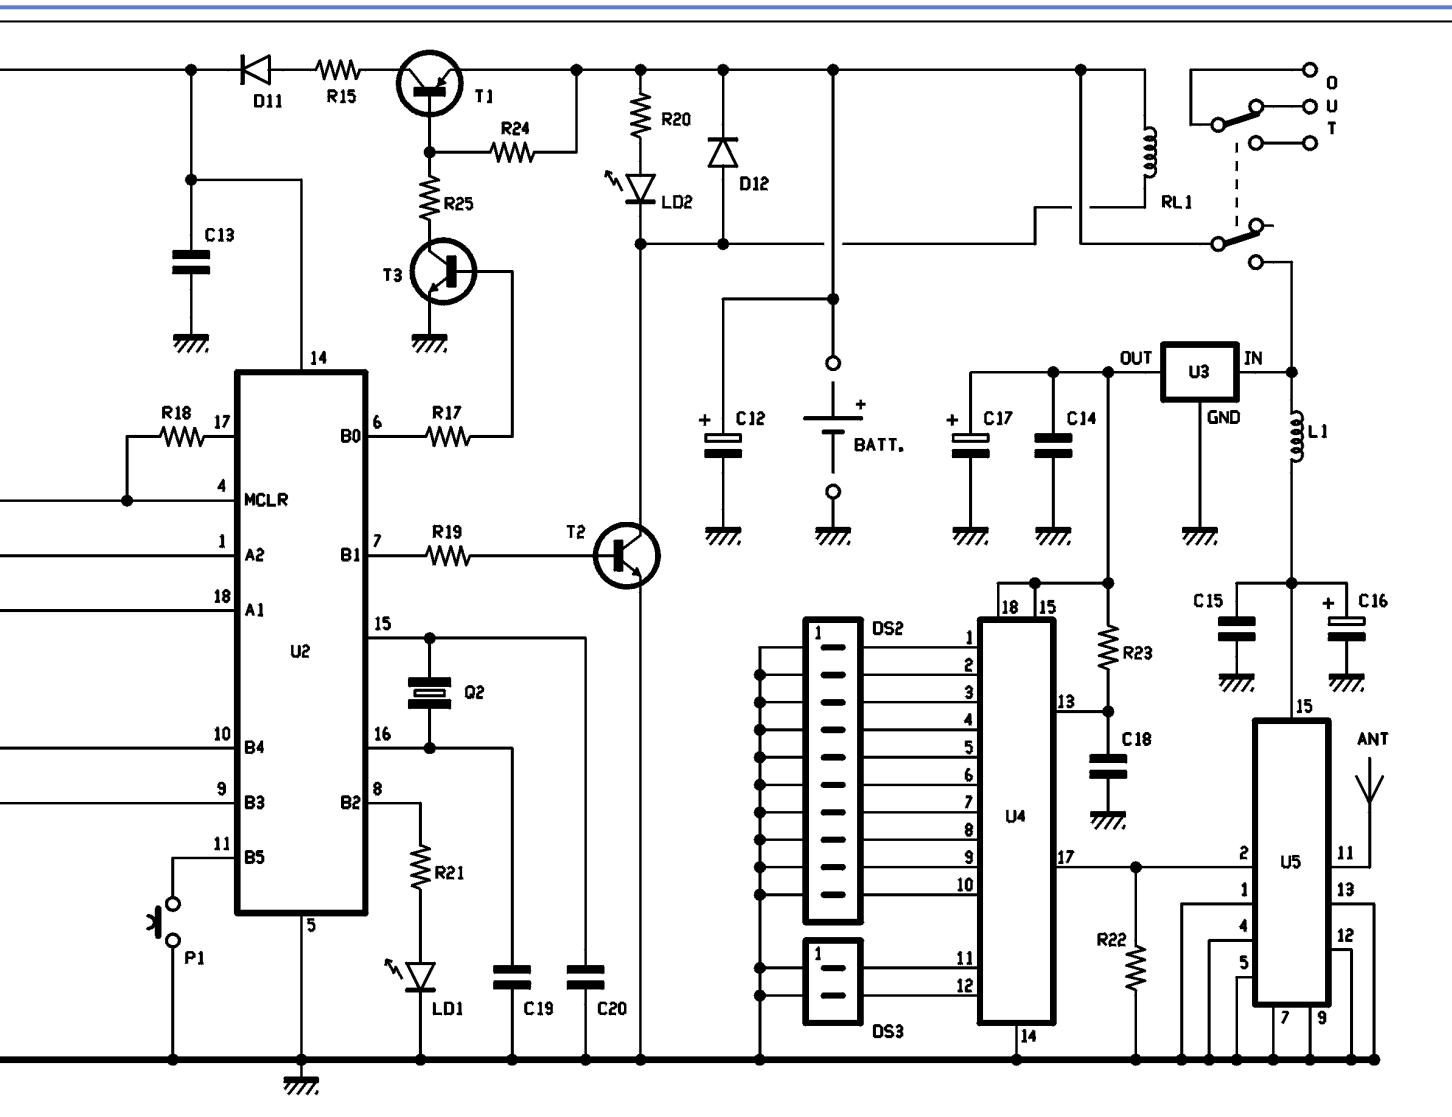 D11
R15
T1
R24
R20
D12
LD2
R25
C13
T3
RL1
O
U
T
14
R18
17
B0
6
R17
4
MCLR
1
A2
B1
7
R19
T2
18
A1
15
U2
Q2
10
B4
16
9
B3
B2
8
11
B5
R21
P1
5
LD1
C19
C20
+
C12
+
BATT.
+
C17
C14
OUT
U3
IN
GND
L1
C15
+
C16
18
15
DS2
1
1
2
3
4
5
6
7
8
9
10
R23
13
C18
U4
17
1
11
12
DS3
14
R22
15
ANT
U5
2
1
4
5
11
13
12
7
9